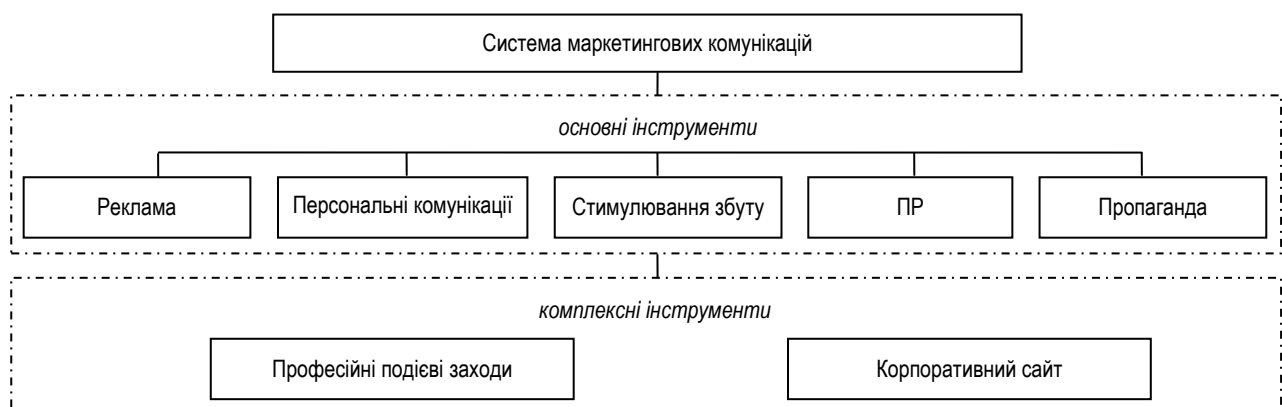 Система маркетингових комунікацій
основні інструменти
Реклама
Персональні комунікації
Стимулювання збуту
ПР
Пропаганда
комплексні інструменти
Професійні подієві заходи
Корпоративний сайт